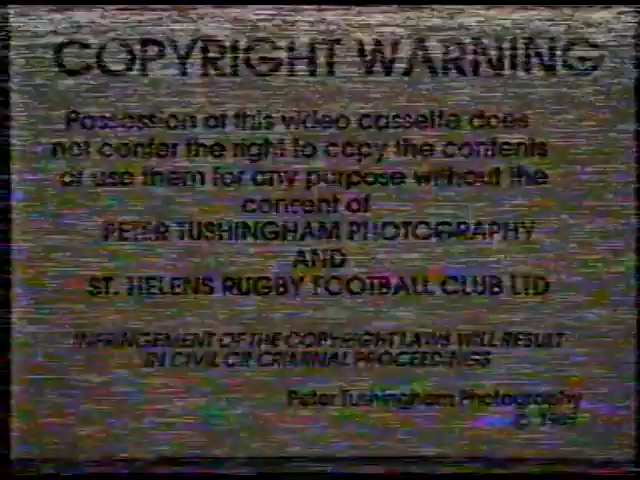 COPYRIGHT WARNING
Possession of this video cassette does
not confer the right to copy the contents
or use them for any purpose without the
consent of
PETER TUSHINGHAM PHOTOGRAPHY
AND
ST. HELENS RUGBY FOOTBALL CLUB LTD
INFRINGEMENT OF THE COPYRIGHT LAWS WILL RESULT
IN CIVIL OR CRIMINAL PROCEEDINGS
Peter Tushingham Photography
©